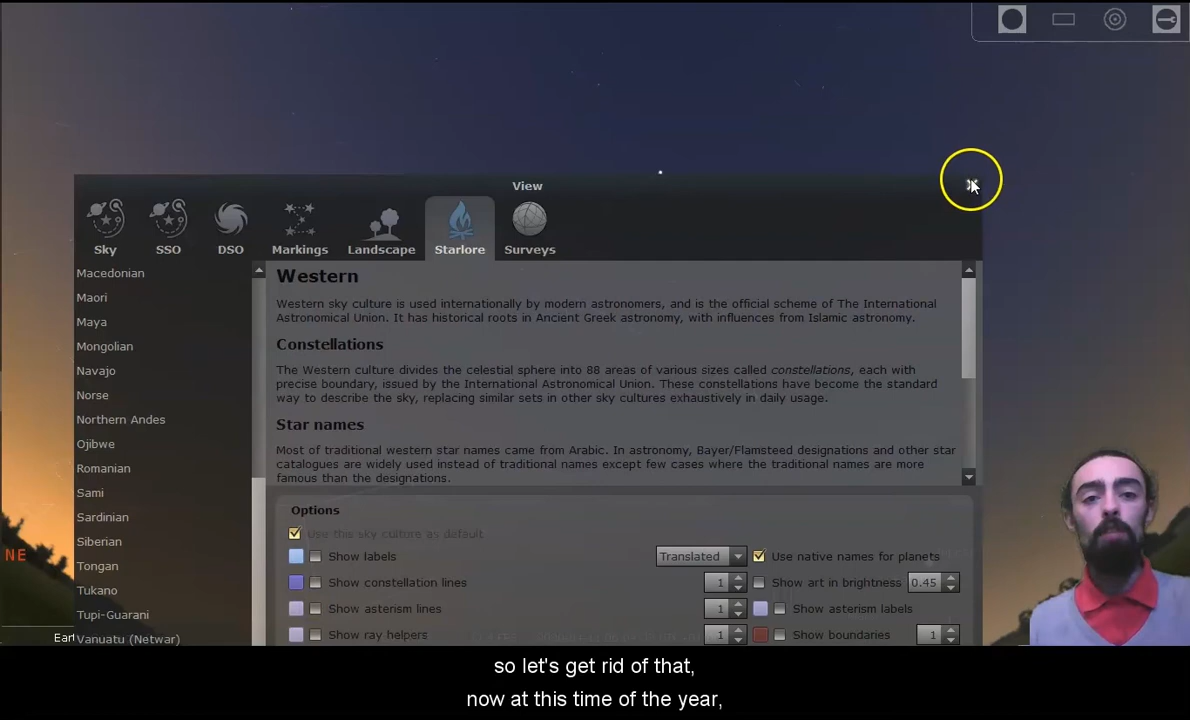 View
Sky
SSO
DSO
Markings
Landscape
Starlore
Surveys
Macedonian
Maori
Maya
Mongolian
Navajo
Norse
Northern Andes
Ojibwe
Romanian
Sami
Sardinian
Siberian
Tongan
Tukano
Tupi-Guarani
Vanuatu (Netwar)
Western
Western sky culture is used internationally by modern astronomers, and is the official scheme of The International
Astronomical Union. It has historical roots in Ancient Greek astronomy, with influences from Islamic astronomy.
Constellations
The Western culture divides the celestial sphere into 88 areas of various sizes called constellations, each with
precise boundary, issued by the International Astronomical Union. These constellations have become the standard
way to describe the sky, replacing similar sets in other sky cultures exhaustively in daily usage.
Star names
Most of traditional western star names came from Arabic. In astronomy, Bayer/Flamsteed designations and other star
catalogues are widely used instead of traditional names except few cases where the traditional names are more
famous than the designations.
Options
Use this sky culture as default
Show labels
Translated
Use native names for planets
Show constellation lines
1
Show art in brightness
0.45
Show asterism lines
1
Show asterism labels
Show ray helpers
1
Show boundaries
1
NE
Eart
so let's get rid of that,
now at this time of the year,